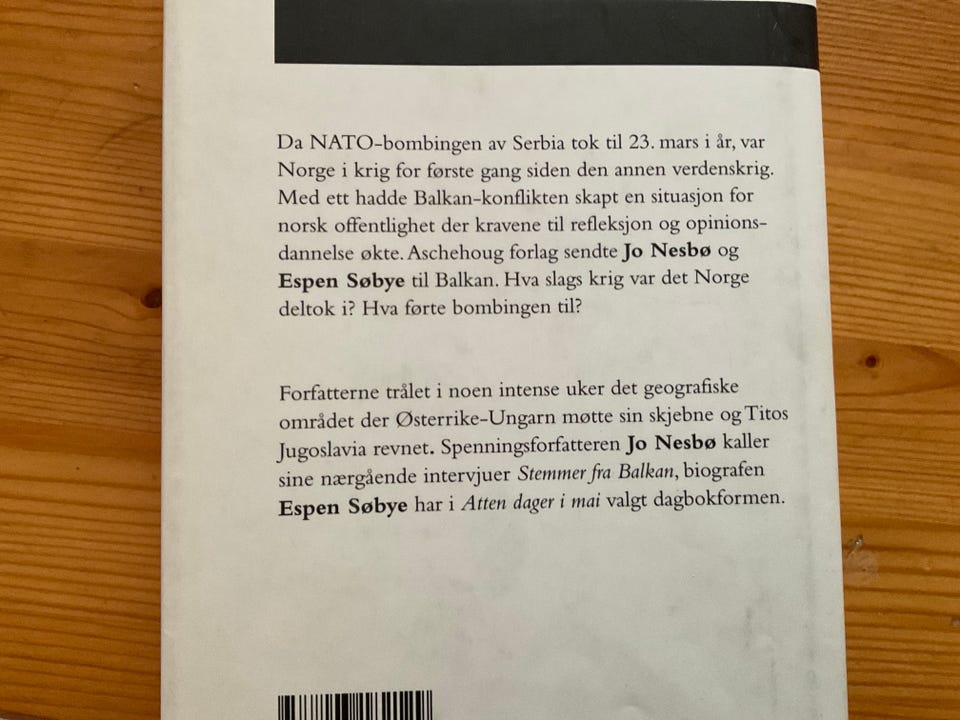 Da NATO-bombingen av Serbia tok til 23. mars i år, var
Norge i krig for første gang siden den annen verdenskrig.
Med ett hadde Balkan-konflikten skapt en situasjon for
norsk offentlighet der kravene til refleksjon og opinions-
dannelse økte. Aschehoug forlag sendte Jo Nesbø og
Espen Søbye til Balkan. Hva slags krig var det Norge
deltok i? Hva førte bombingen til?
Forfatterne trålet i noen intense uker det geografiske
området der Østerrike-Ungarn møtte sin skjebne og Titos
Jugoslavia revnet. Spenningsforfatteren Jo Nesbø kaller
sine nærgående intervjuer Stemmer fra Balkan, biografen
Espen Søbye har i Atten dager i mai valgt dagbokformen.